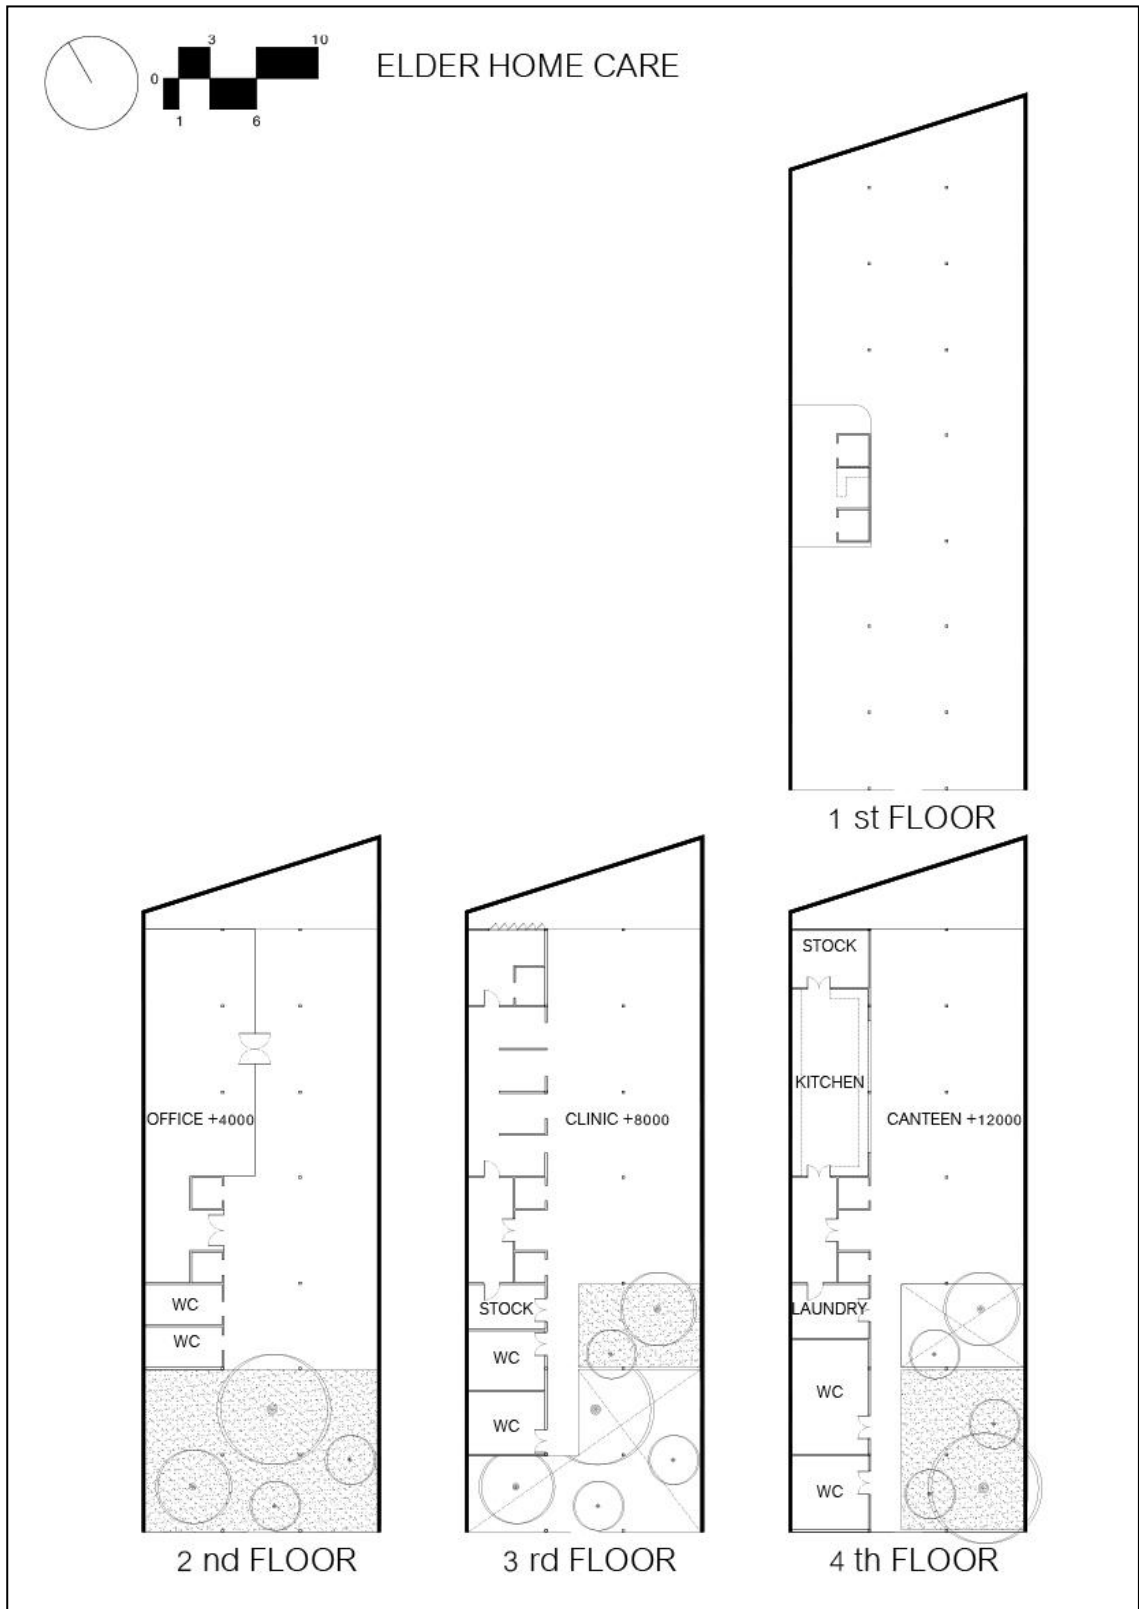 3 10
ELDER HOME CARE
0
1 6
1 st FLOOR
STOCK
KITCHEN
OFFICE +4000
CLINIC +8000
CANTEEN +12000
WC
STOCK
LAUNDRY
WC
WC
WC
WC
WC
2 nd FLOOR
3 rd FLOOR
4 th FLOOR